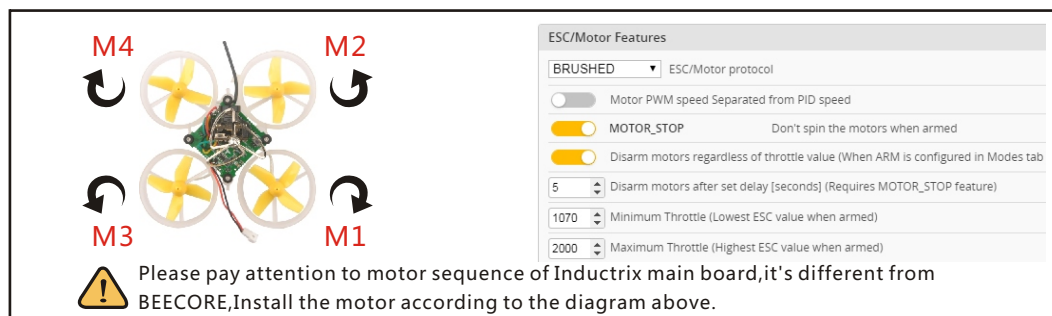 M4
M2
M3
M1
ESC/Motor Features
BRUSHED ESC/Motor protocol
Motor PWM speed Separated from PID speed
MOTOR_STOP Don't spin the motors when armed
Disarm motors regardless of throttle value (When ARM is configured in Modes tab
5 Disarm motors after set delay [seconds] (Requires MOTOR_STOP feature)
1070 Minimum Throttle (Lowest ESC value when armed)
2000 Maximum Throttle (Highest ESC value when armed)
Please pay attention to motor sequence of Inductrix main board,it's different from
BEECORE,Install the motor according to the diagram above.